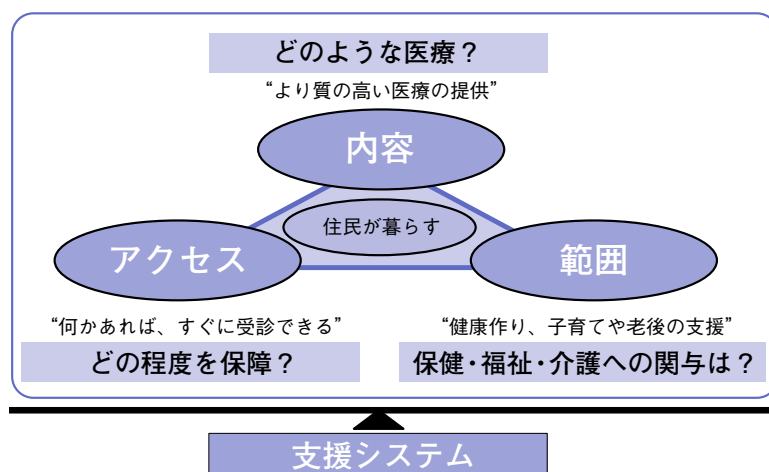 どのような医療？
“より質の高い医療の提供”
内容
住民が暮らす
アクセス
範囲
“何かあれば、すぐに受診できる”
どの程度を保障？
“健康作り、子育てや老後の支援”
保健・福祉・介護への関与は？
支援システム